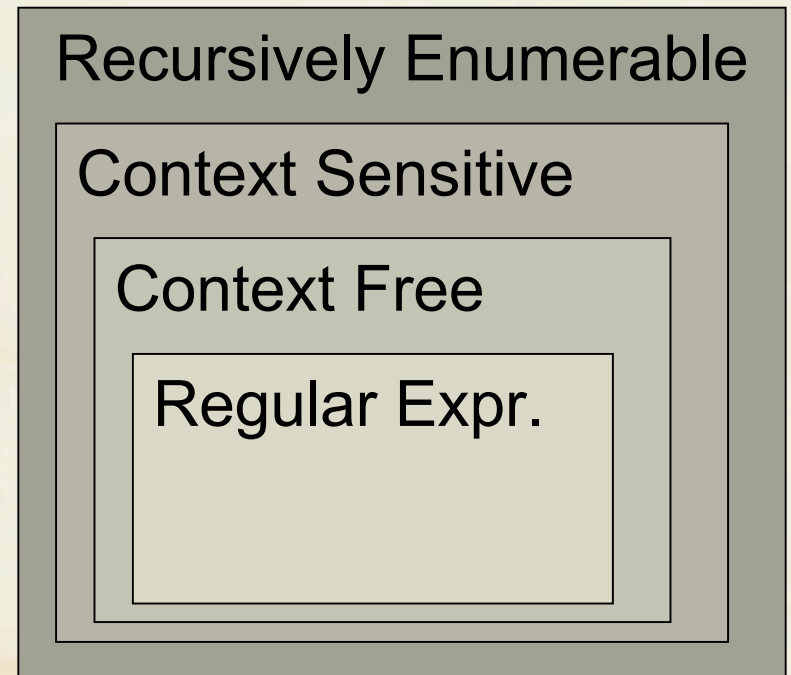 Recursively Enumerable
Context Sensitive
Context Free
Regular Expr.